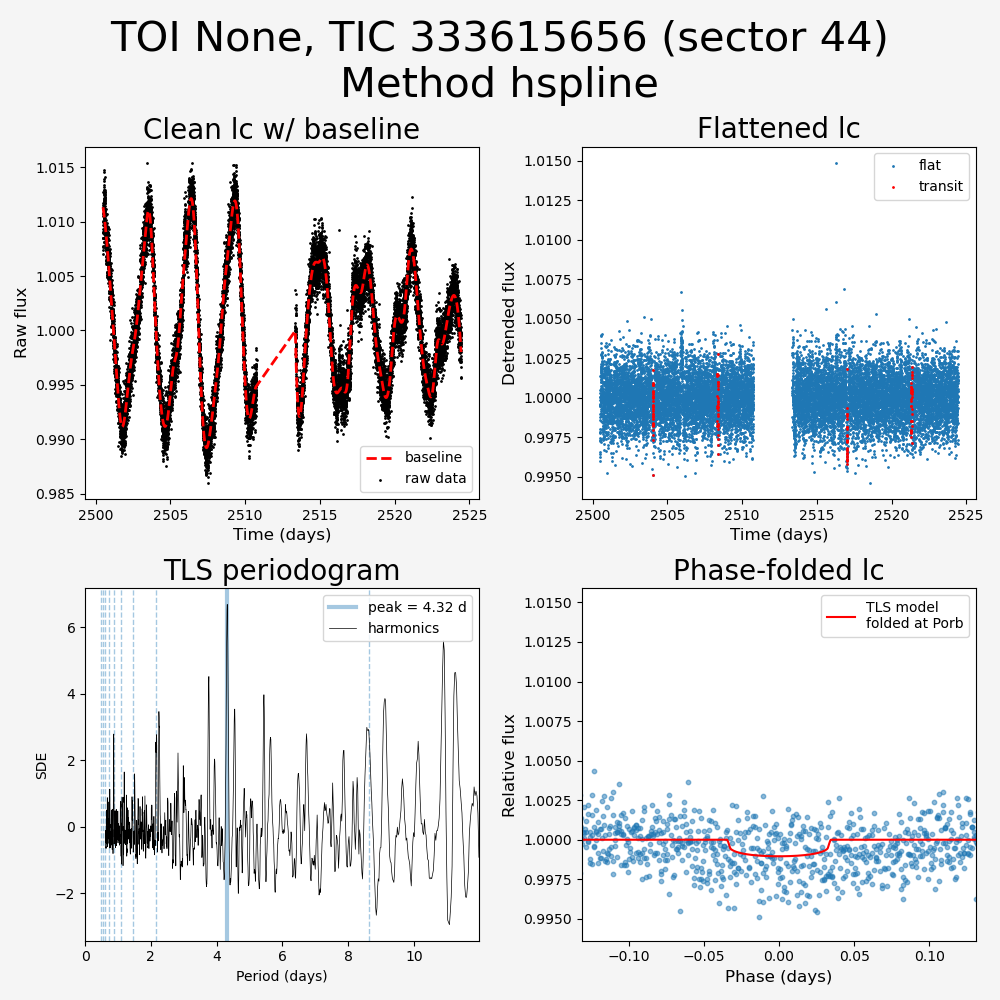 TOI None, TIC 333615656 (sector 44)
Method hspline
Clean lc w/ baseline
Raw flux
1.015
1.010
1.005
1.000
0.995
0.990
0.985
baseline
raw data
2500
2505
2510
2515
2520
2525
Time (days)
Flattened lc
Detrended flux
1.0150
1.0125
1.0100
1.0075
1.0050
1.0025
1.0000
0.9975
0.9950
flat
transit
2500
2505
2510
2515
2520
2525
Time (days)
TLS periodogram
SDE
6
4
2
0
−2
peak = 4.32 d
harmonics
0
2
4
6
8
10
Period (days)
Phase-folded lc
Relative flux
1.0150
1.0125
1.0100
1.0075
1.0050
1.0025
1.0000
0.9975
0.9950
TLS model
folded at Porb
−0.10
−0.05
0.00
0.05
0.10
Phase (days)